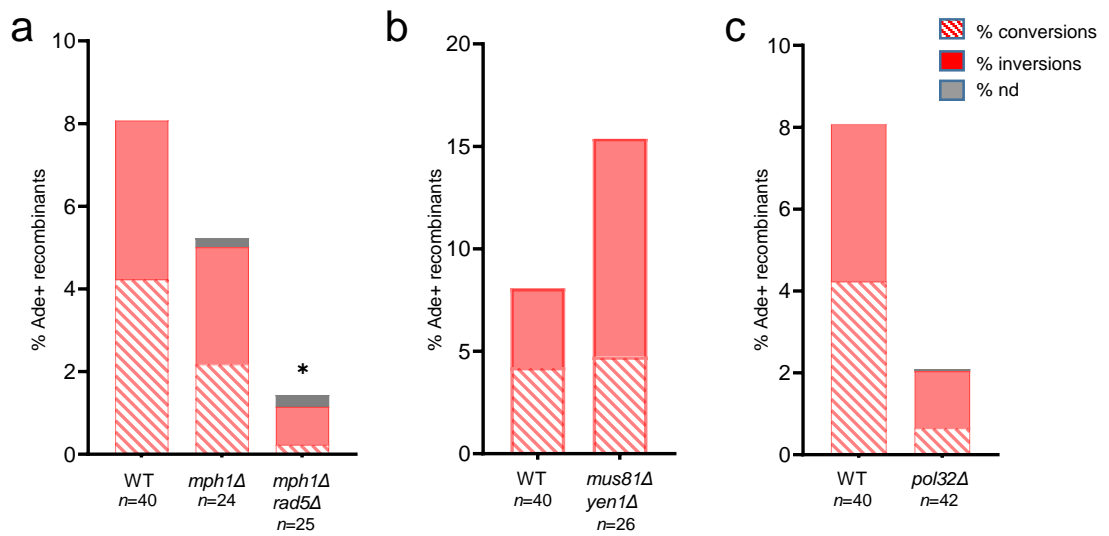 a
% Ade+ recombinants
10
8
6
4
2
0
*
WT
n=40
mph1Δ
n=24
mph1Δ
rad5Δ
n=25
b
% Ade+ recombinants
20
15
10
5
0
WT
n=40
mus81Δ
yen1Δ
n=26
c
% Ade+ recombinants
10
8
6
4
2
0
WT
n=40
pol32Δ
n=42
% conversions
% inversions
% nd